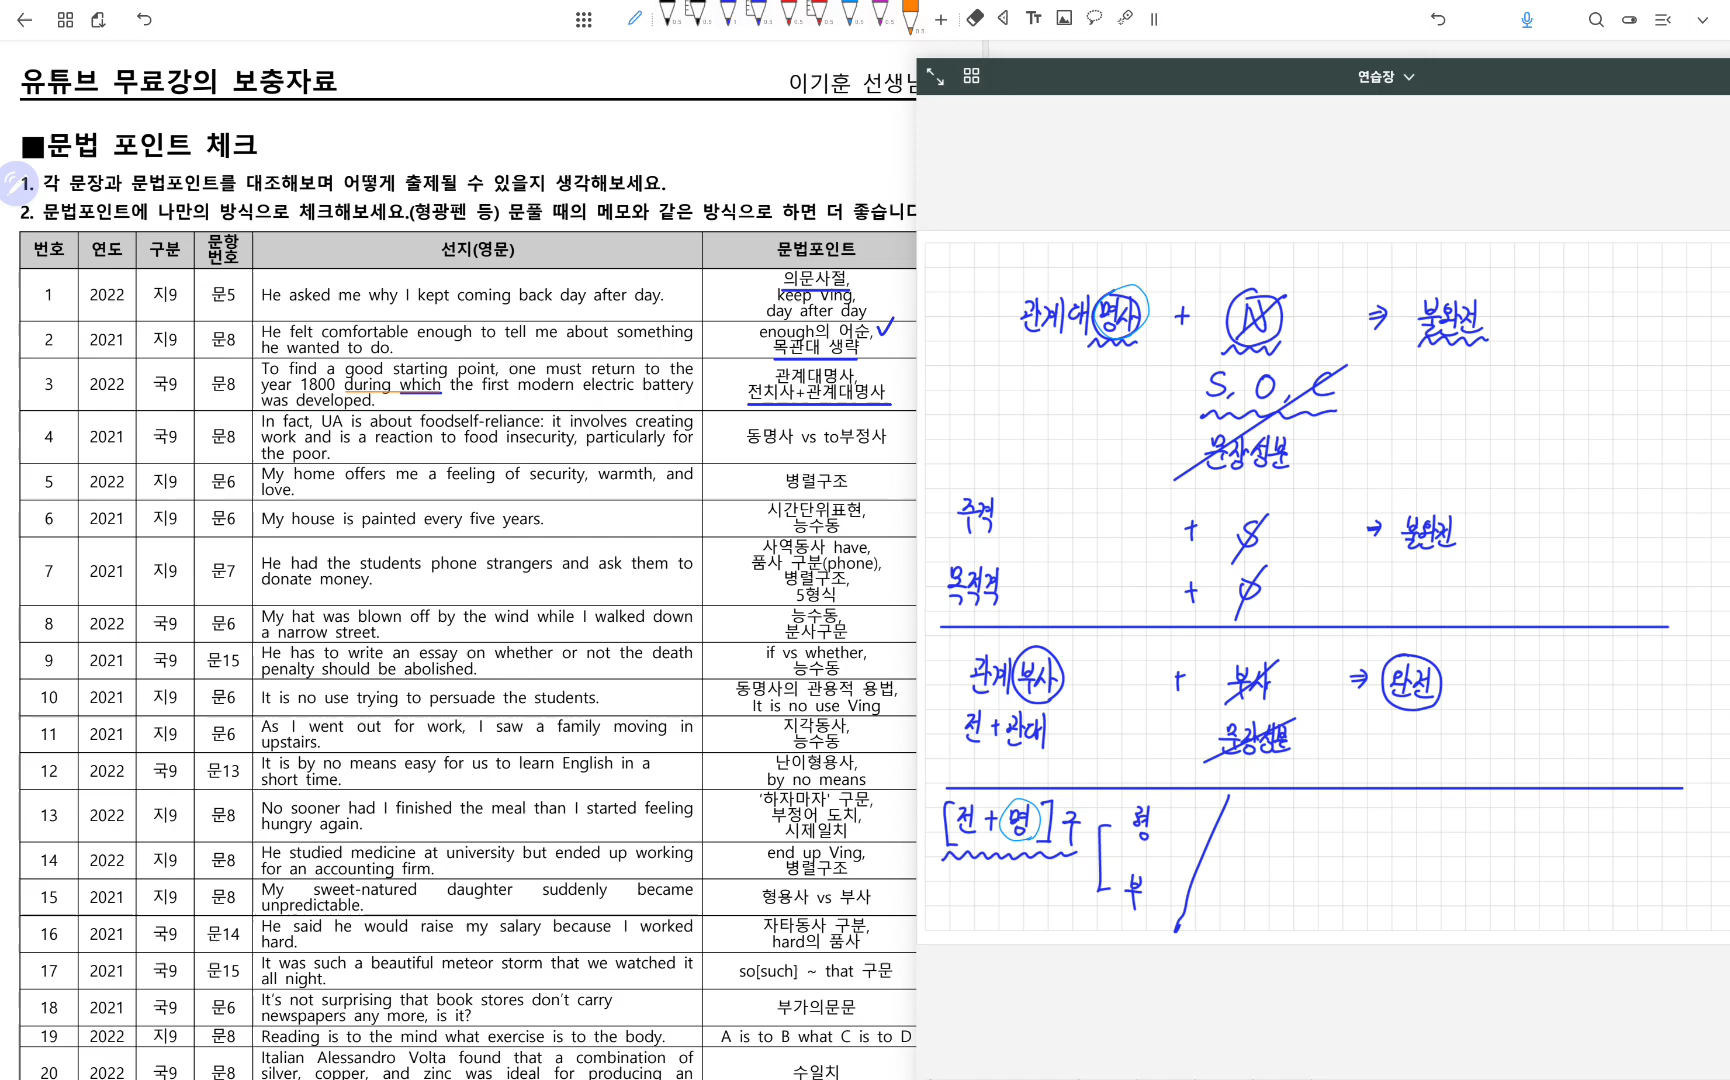 연습장
유튜브 무료강의 보충자료
이기훈 선생님
■문법 포인트 체크
1. 각 문장과 문법포인트를 대조해보며 어떻게 출제될 수 있을지 생각해보세요.
2. 문법포인트에 나만의 방식으로 체크해보세요.(형광펜 등) 문풀 때의 메모와 같은 방식으로 하면 더 좋습니다
번호 연도 구분 문항 번호 선지(영문) 문법포인트
1 2022 지9 문5 He asked me why I kept coming back day after day. 의문사절, keep Ving, day after day
2 2021 지9 문8 He felt comfortable enough to tell me about something he wanted to do. enough의 어순, 목관대 생략
3 2022 국9 문8 To find a good starting point, one must return to the year 1800 during which the first modern electric battery was developed. 관계대명사, 전치사+관계대명사
4 2021 국9 문8 In fact, UA is about foodself-reliance: it involves creating work and is a reaction to food insecurity, particularly for the poor. 동명사 vs to부정사
5 2022 지9 문6 My home offers me a feeling of security, warmth, and love. 병렬구조
6 2021 지9 문6 My house is painted every five years. 시간단위표현, 능수동
7 2021 지9 문7 He had the students phone strangers and ask them to donate money. 사역동사 have, 품사 구분(phone), 병렬구조, 5형식
8 2022 국9 문6 My hat was blown off by the wind while I walked down a narrow street. 능수동, 분사구문
9 2021 국9 문15 He has to write an essay on whether or not the death penalty should be abolished. if vs whether, 능수동
10 2021 지9 문6 It is no use trying to persuade the students. 동명사의 관용적 용법, It is no use Ving
11 2021 지9 문6 As I went out for work, I saw a family moving in upstairs. 지각동사, 능수동
12 2022 국9 문13 It is by no means easy for us to learn English in a short time. 난이형용사, by no means
13 2022 지9 문8 No sooner had I finished the meal than I started feeling hungry again. '하자마자' 구문, 부정어 도치, 시제일치
14 2022 지9 문8 He studied medicine at university but ended up working for an accounting firm. end up Ving, 병렬구조
15 2021 지9 문8 My sweet-natured daughter suddenly became unpredictable. 형용사 vs 부사
16 2021 국9 문14 He said he would raise my salary because I worked hard. 자타동사 구분, hard의 품사
17 2021 국9 문15 It was such a beautiful meteor storm that we watched it all night. so[such] ~ that 구문
18 2021 국9 문6 It's not surprising that book stores don't carry newspapers any more, is it? 부가의문문
19 2022 지9 문8 Reading is to the mind what exercise is to the body. A is to B what C is to D
20 2022 국9 문8 Italian Alessandro Volta found that a combination of silver, copper, and zinc was ideal for producing an 수일치
관계대명사 + N ⇒ 불완전
S, O, C
문장성분
주격 + S → 불완전
목적격 + O
관계부사 + 부사 ⇒ 완전
전+관대 문장성분
[전+명]구 형
부